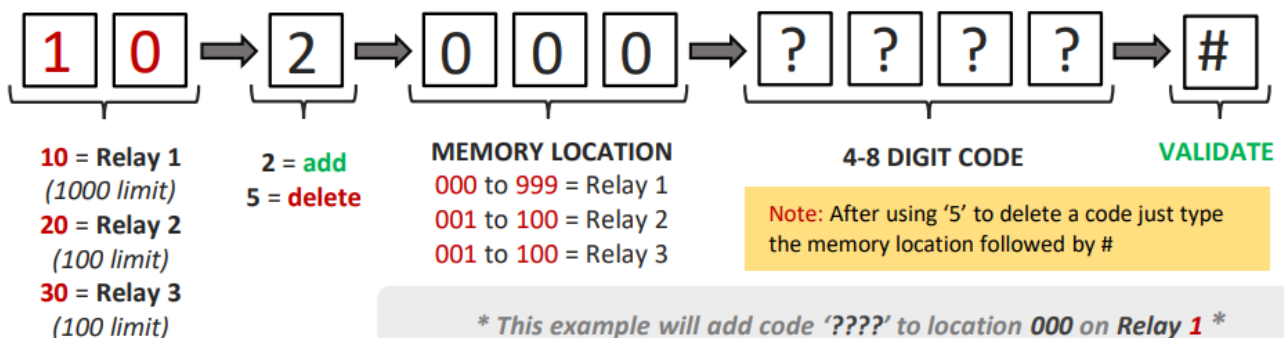 1 0 2 0 0 0 ? ? ? ? #
10 = Relay 1
(1000 limit)
20 = Relay 2
(100 limit)
30 = Relay 3
(100 limit)
2 = add
5 = delete
MEMORY LOCATION
000 to 999 = Relay 1
001 to 100 = Relay 2
001 to 100 = Relay 3
4-8 DIGIT CODE
Note: After using ‘5’ to delete a code just type
the memory location followed by #
VALIDATE
* This example will add code ‘????’ to location 000 on Relay 1 *